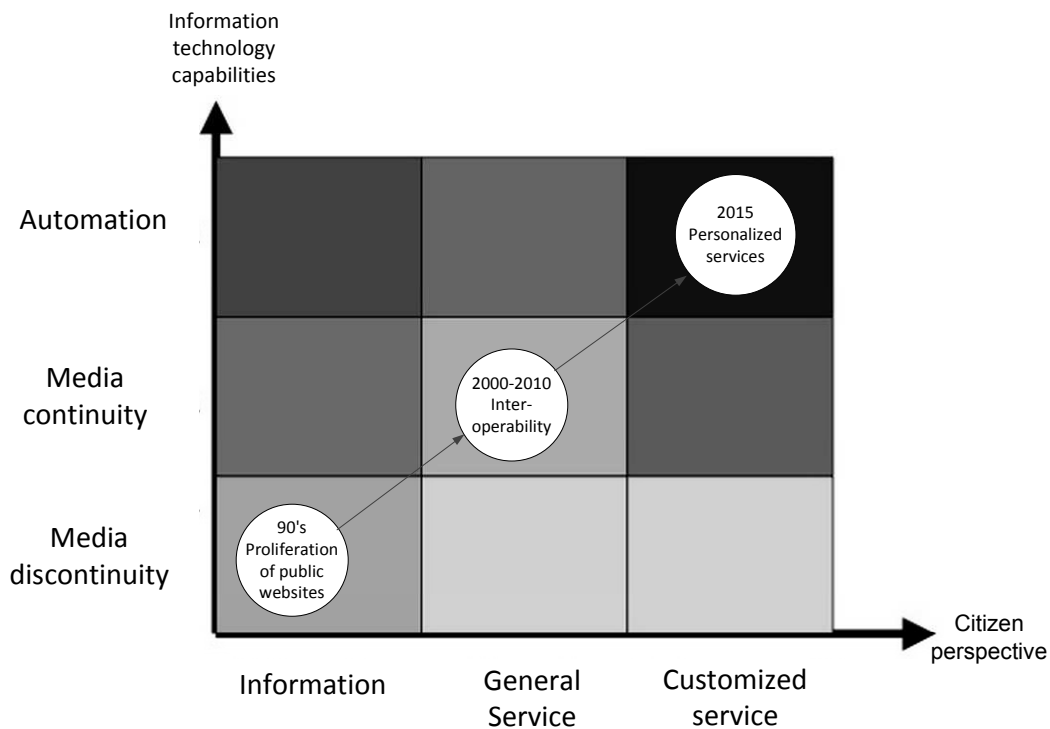 Information
technology
capabilities
Automation
2015
Personalized
services
Media
continuity
2000-2010
Inter-
operability
Media
discontinuity
90's
Proliferation
of public
websites
Citizen
perspective
Information
General
Service
Customized
service